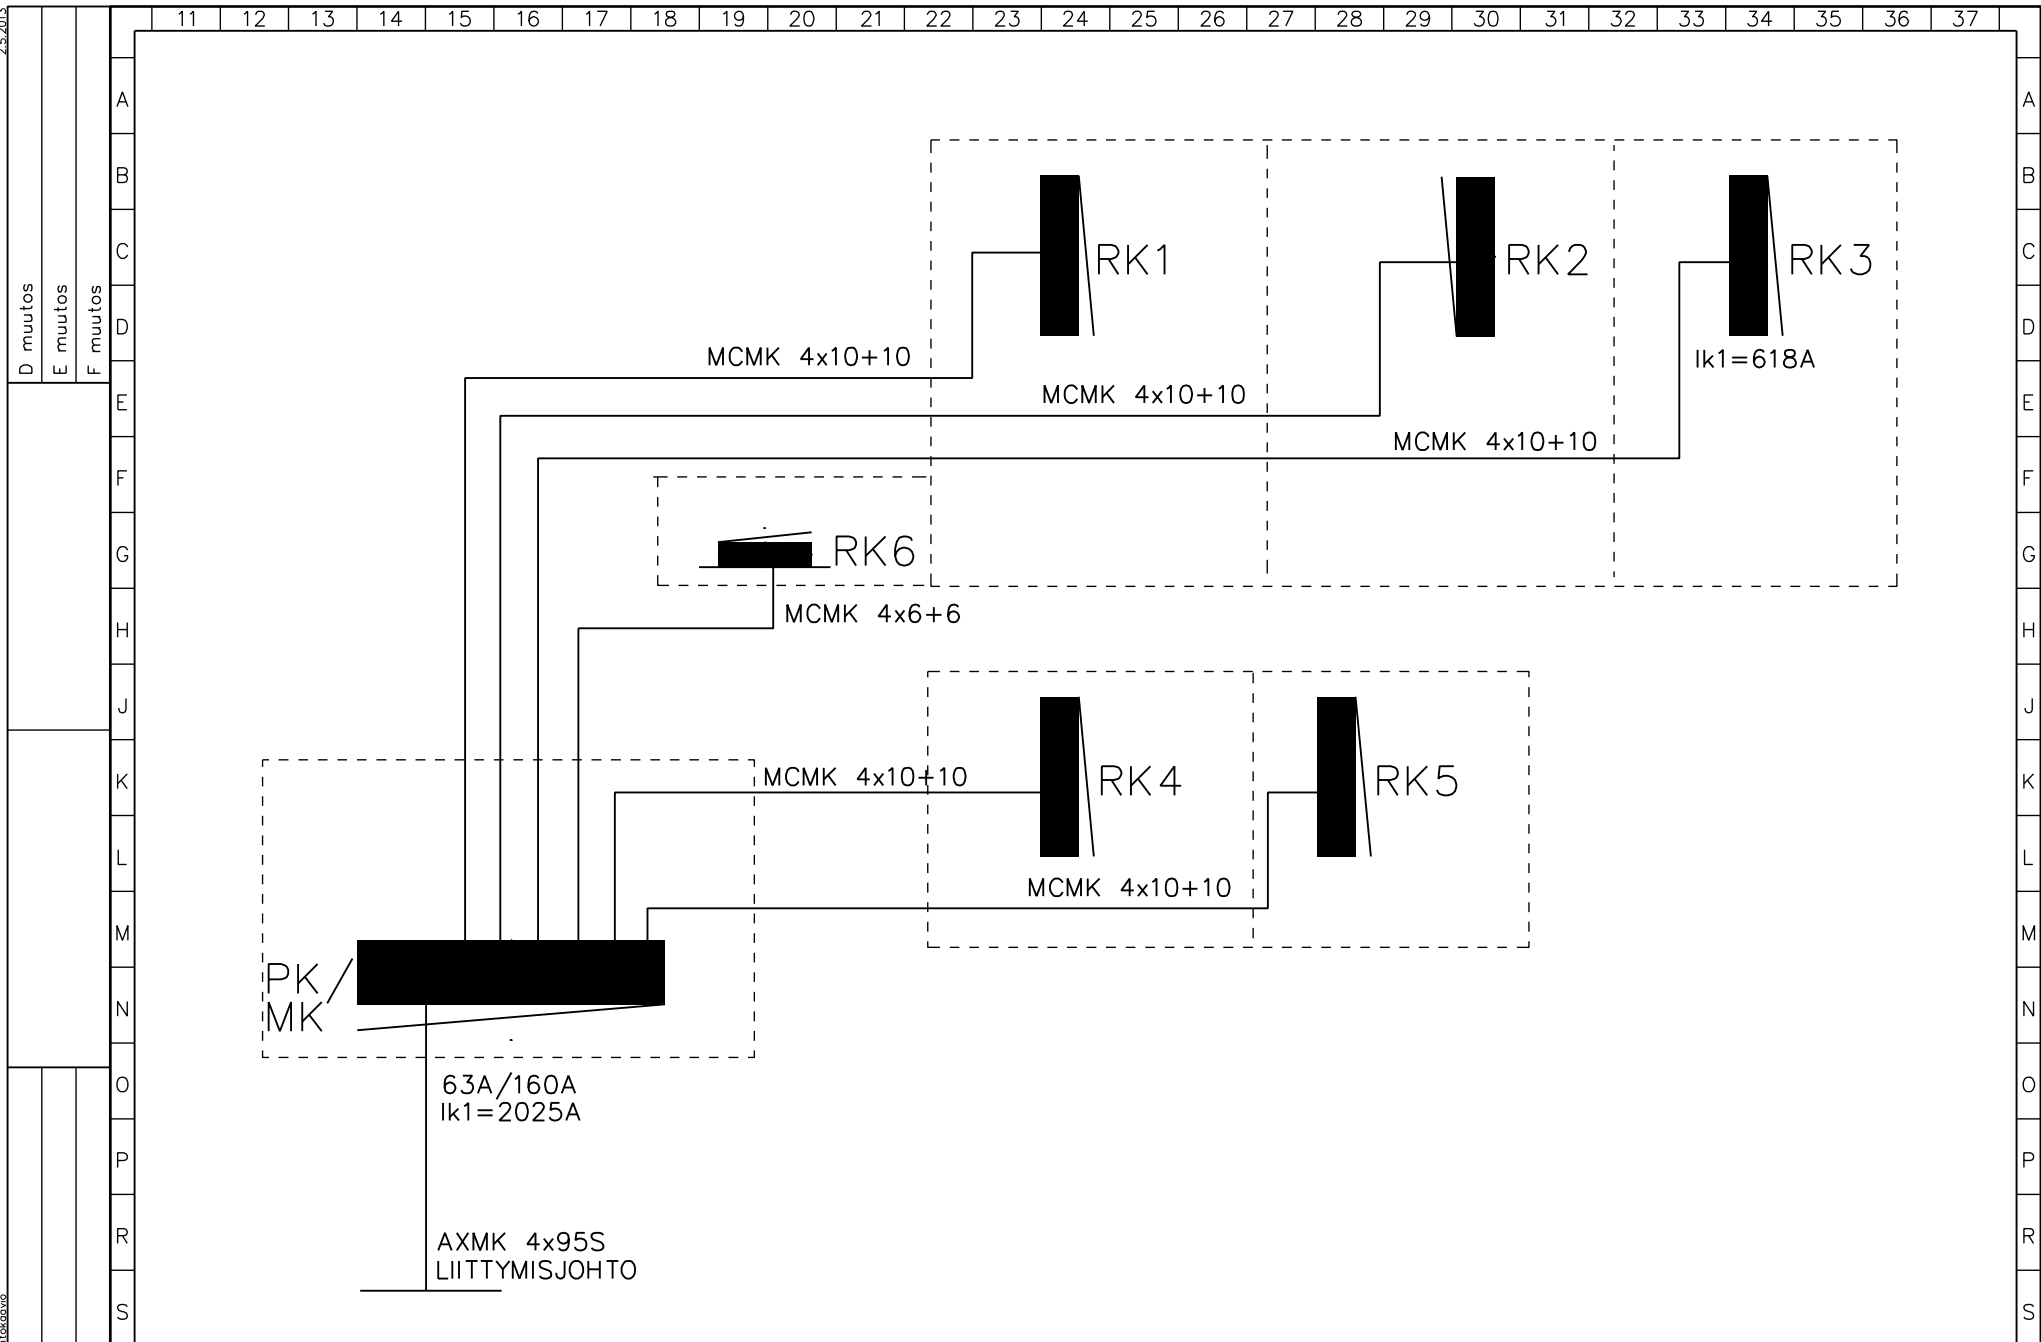 2.5.2013
11 12 13 14 15 16 17 18 19 20 21 22 23 24 25 26 27 28 29 30 31 32 33 34 35 36 37
D muutos
E muutos
F muutos
A A
B B
RK1 RK2 RK3
C C
D D
MCMK 4x10+10
Ik1=618A
MCMK 4x10+10
E E
MCMK 4x10+10
F F
RK6
G G
MCMK 4x6+6
H H
J J
MCMK 4x10+10
RK4 RK5
K K
L L
MCMK 4x10+10
M M
PK/
MK
N N
63A/160A
O O
Ik1=2025A
P P
R R
AXMK 4x95S
LIITTYMISJOHTO
S S